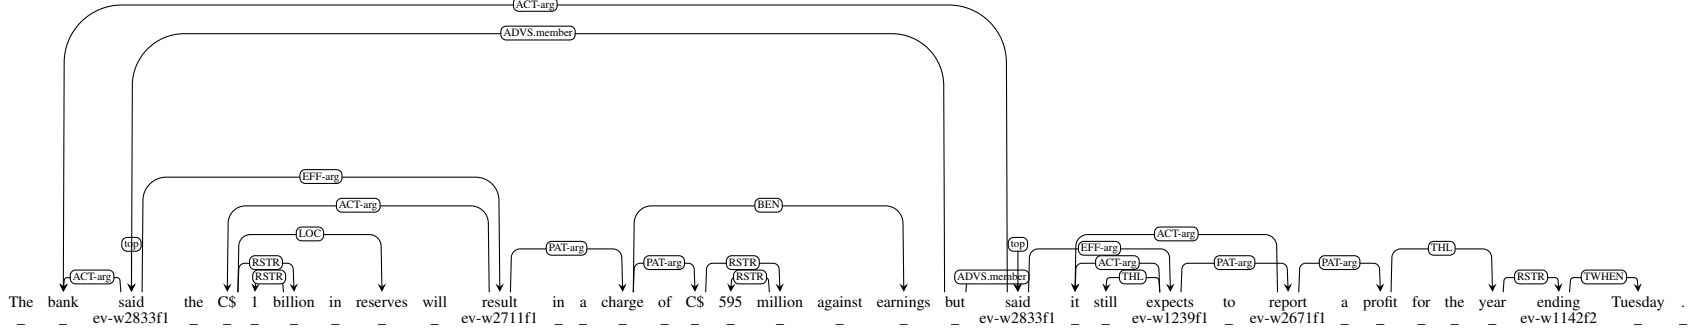 ACT-arg
ADVS.member
EFF-arg
ACT-arg BEN
LOC ACT-arg
top PAT-arg top EFF-arg THL
RSTR PAT-arg RSTR ACT-arg PAT-arg PAT-arg
ACT-arg RSTR RSTR ADVS.member THL RSTR TWHEN
The bank said the C$ 1 billion in reserves will result in a charge of C$ 595 million against earnings but said it still expects to report a profit for the year ending Tuesday .
_ _ ev-w2833f1 _ _ _ _ _ _ _ ev-w2711f1 _ _ _ _ _ _ _ _ _ _ ev-w2833f1 _ _ ev-w1239f1 _ ev-w2671f1 _ _ _ _ _ ev-w1142f2 _ _